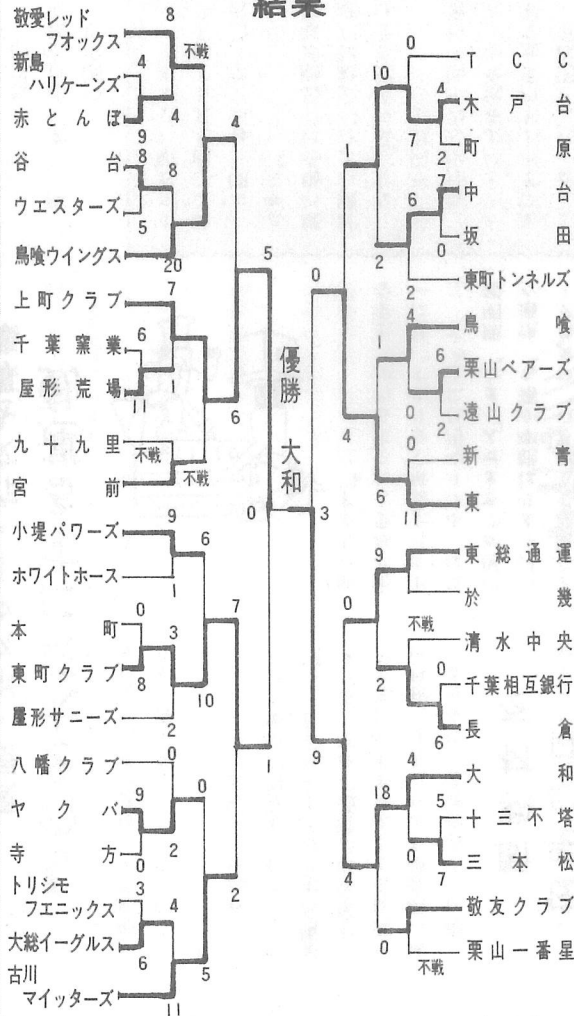 結果
敬愛レッド
フオックス
新島
ハリケーンズ
赤とんぼ
谷台
ウエスターズ
鳥喰ウイングス
上町クラブ
千葉窯業
屋形荒場
九十九里
宮前
小堤パワーズ
ホワイトホース
本町
東町クラブ
屋形サニーズ
八幡クラブ
ヤクバ
寺方
トリシモ
フエニックス
大総イーグルス
古川
マイッターズ
8
不戦
4
4
9
8
8
5
20
4
7
6
1
11
6
不戦
不戦
5
9
6
1
0
3
8
10
2
7
0
0
9
0
2
0
3
4
6
5
11
2
1
優勝 大和
3
0
10
7
4
2
1
7
6
0
2
2
4
1
6
0
2
0
6
11
4
9
0
不戦
2
0
6
9
4
18
5
0
7
4
0
不戦
TCC
木戸台
町原
中台
坂田
東町トンネルズ
鳥喰
栗山ベアーズ
遠山クラブ
新青
東
東総通運
於幾
清水中央
千葉相互銀行
長倉
大和
十三不塔
三本松
敬友クラブ
栗山一番星